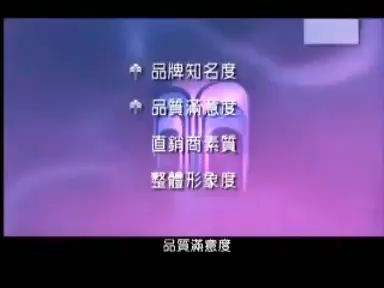 品牌知名度
品質滿意度
直銷商素質
整體形象度
品質滿意度